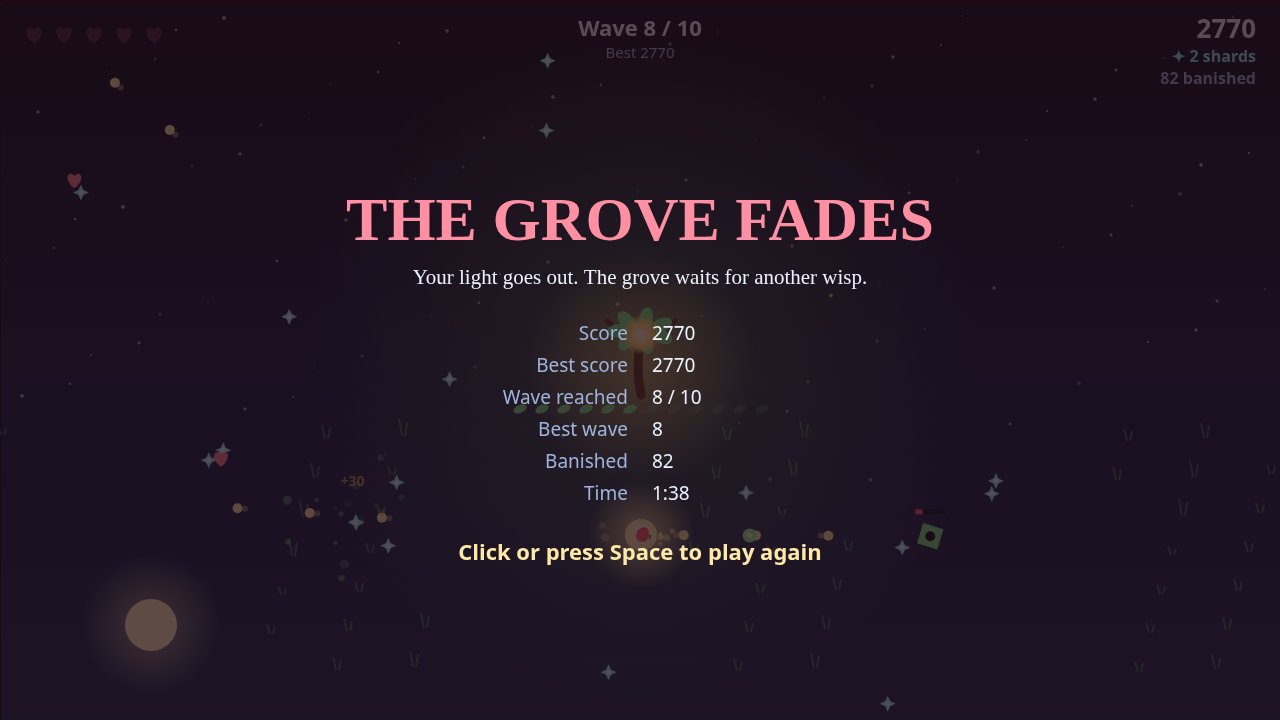 Wave 8 / 10
Best 2770
2770
✦ 2 shards
82 banished
THE GROVE FADES
Your light goes out. The grove waits for another wisp.
Score 2770
Best score 2770
Wave reached 8 / 10
Best wave 8
Banished 82
+30
Time 1:38
Click or press Space to play again